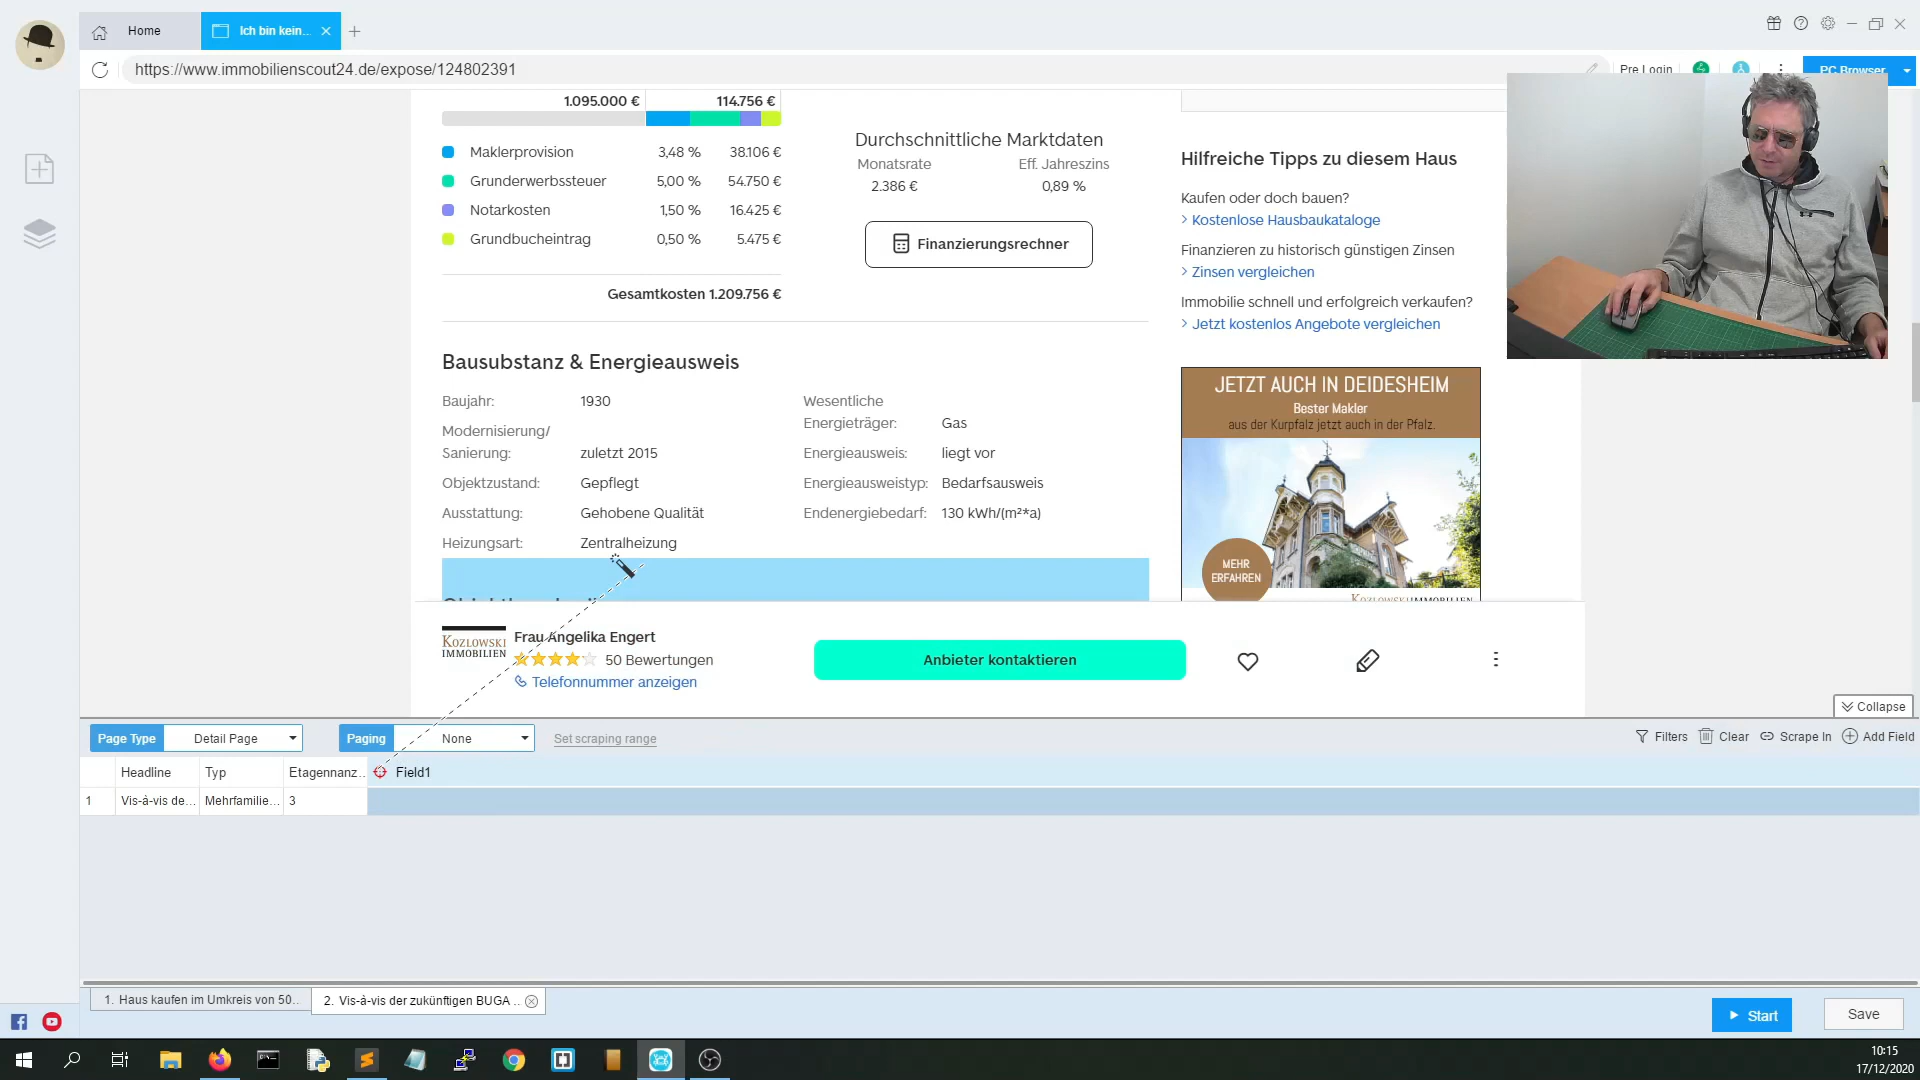 Home
Ich bin kein...
https://www.immobilienscout24.de/expose/124802391
Pre Login
PC Browser
1.095.000 €
114.756 €
Maklerprovision 3,48 % 38.106 €
Grunderwerbssteuer 5,00 % 54.750 €
Notarkosten 1,50 % 16.425 €
Grundbucheintrag 0,50 % 5.475 €
Gesamtkosten 1.209.756 €
Durchschnittliche Marktdaten
Monatsrate Eff. Jahreszins
2.386 € 0,89 %
Finanzierungsrechner
Hilfreiche Tipps zu diesem Haus
Kaufen oder doch bauen?
> Kostenlose Hausbaukataloge
Finanzieren zu historisch günstigen Zinsen
> Zinsen vergleichen
Immobilie schnell und erfolgreich verkaufen?
> Jetzt kostenlos Angebote vergleichen
Bausubstanz & Energieausweis
Baujahr: 1930
Modernisierung/
Sanierung: zuletzt 2015
Objektzustand: Gepflegt
Ausstattung: Gehobene Qualität
Heizungsart: Zentralheizung
Wesentliche
Energieträger: Gas
Energieausweis: liegt vor
Energieausweistyp: Bedarfsausweis
Endenergiebedarf: 130 kWh/(m²*a)
JETZT AUCH IN DEIDESHEIM
Bester Makler
aus der Kurpfalz jetzt auch in der Pfalz.
MEHR
ERFAHREN
KOZLOWSKI IMMOBILIEN
KOZLOWSKI
IMMOBILIEN
Frau Angelika Engert
50 Bewertungen
Telefonnummer anzeigen
Anbieter kontaktieren
Collapse
Page Type Detail Page
Paging None
Set scraping range
Filters Clear Scrape In Add Field
Headline Typ Etagennanz... Field1
1 Vis-à-vis de... Mehrfamilie... 3
1. Haus kaufen im Umkreis von 50...
2. Vis-à-vis der zukünftigen BUGA ...
Start
Save
10:15
17/12/2020